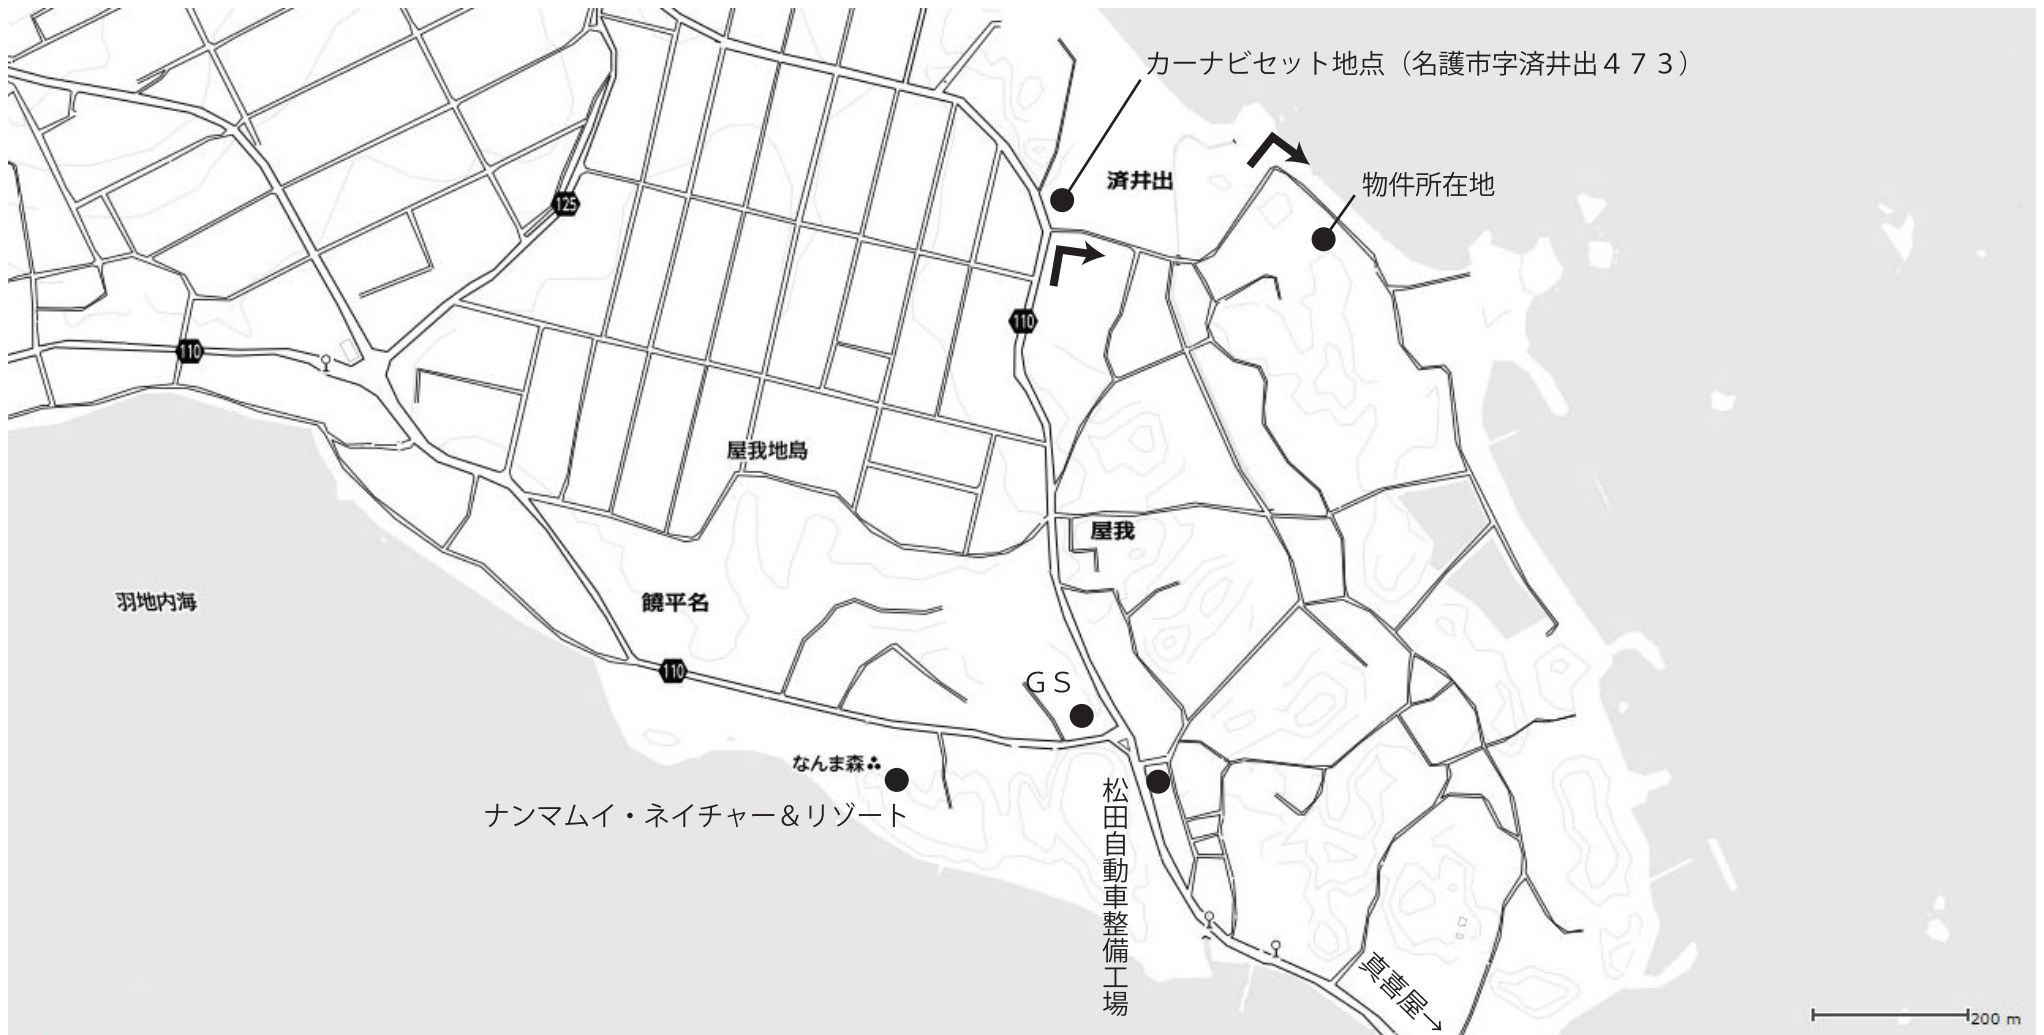 カーナビセット地点（名護市字済井出４７３）
済井出
物件所在地
125
110
110
屋我地島
屋我
羽地内海
饒平名
110
ＧＳ
なんま森
ナンマムイ・ネイチャー＆リゾート
松田自動車整備工場
真喜屋→
200 m